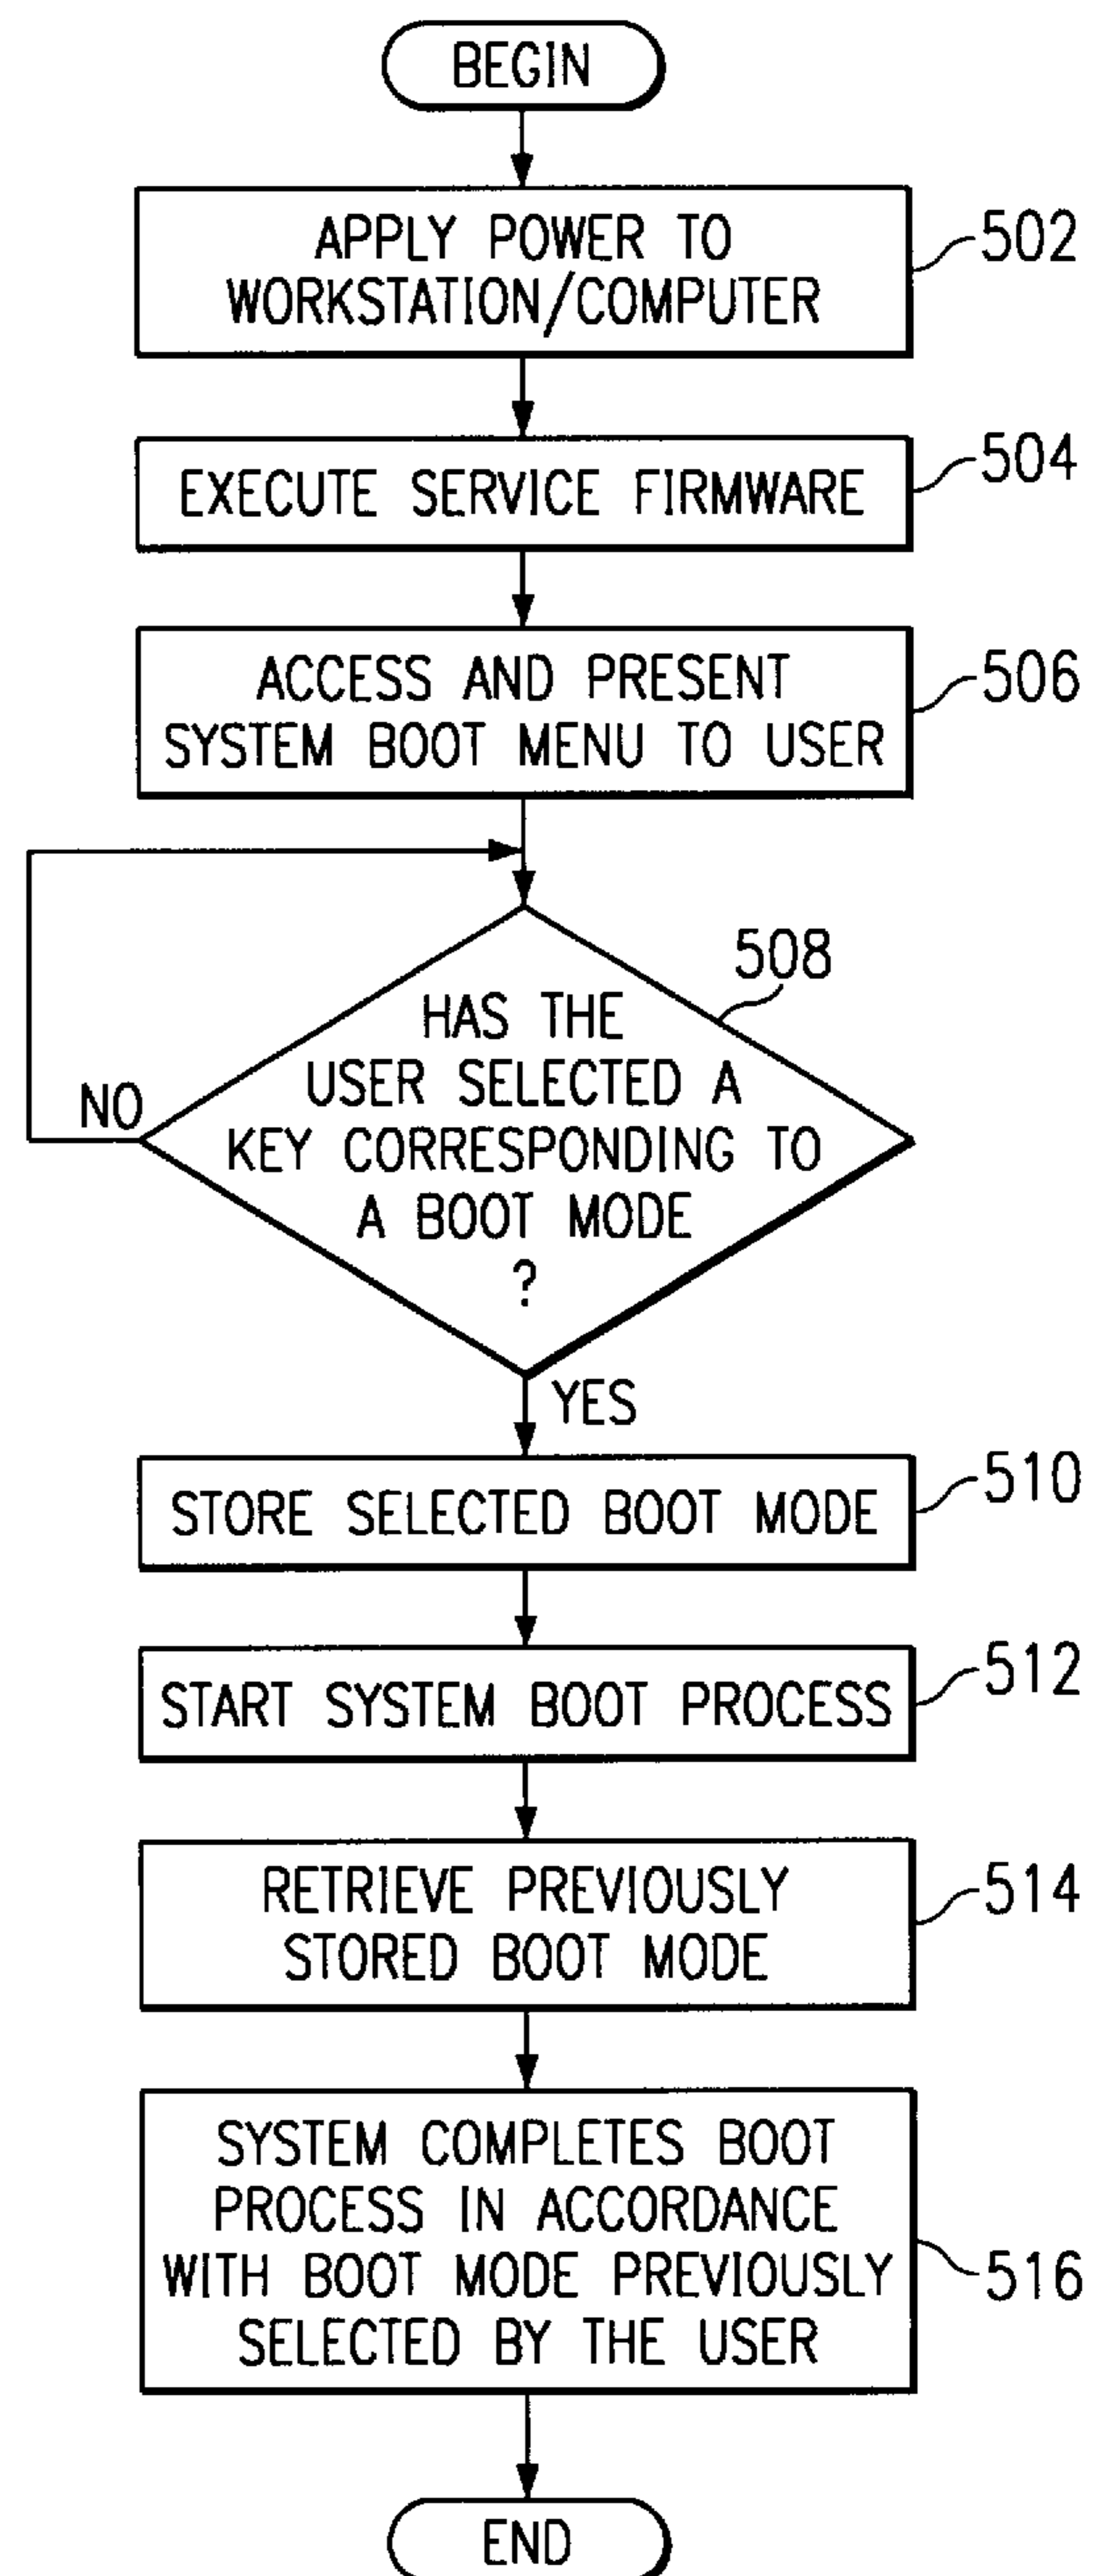 BEGIN
APPLY POWER TO
WORKSTATION/COMPUTER
502
EXECUTE SERVICE FIRMWARE
504
ACCESS AND PRESENT
SYSTEM BOOT MENU TO USER
506
508
HAS THE
USER SELECTED A
KEY CORRESPONDING TO
A BOOT MODE
?
NO
YES
STORE SELECTED BOOT MODE
510
START SYSTEM BOOT PROCESS
512
RETRIEVE PREVIOUSLY
STORED BOOT MODE
514
SYSTEM COMPLETES BOOT
PROCESS IN ACCORDANCE
WITH BOOT MODE PREVIOUSLY
SELECTED BY THE USER
516
END